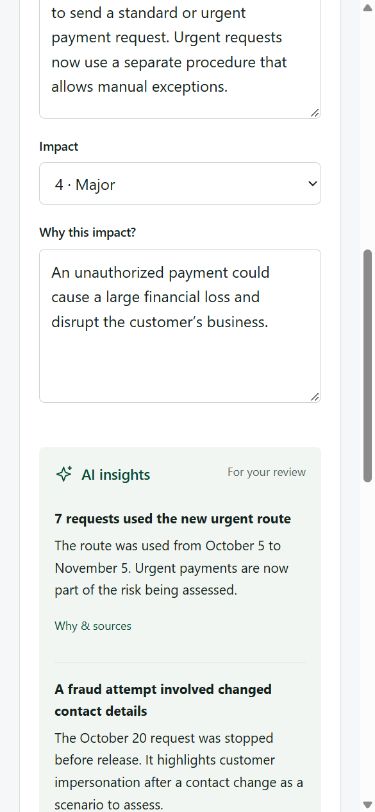 to send a standard or urgent
payment request. Urgent requests
now use a separate procedure that
allows manual exceptions.
Impact
4 · Major
Why this impact?
An unauthorized payment could
cause a large financial loss and
disrupt the customer's business.
AI insights
For your review
7 requests used the new urgent route
The route was used from October 5 to
November 5. Urgent payments are now
part of the risk being assessed.
Why & sources
A fraud attempt involved changed
contact details
The October 20 request was stopped
before release. It highlights customer
impersonation after a contact change as a
scenario to assess.